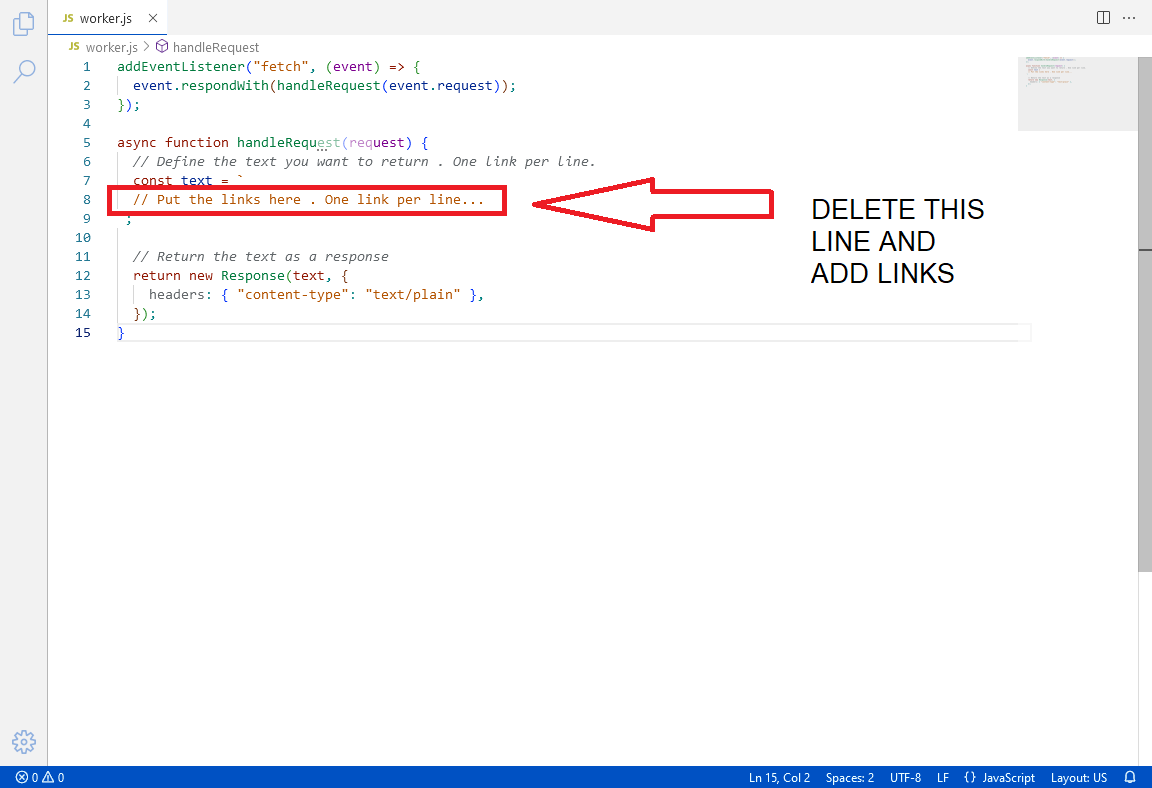 JS worker.js
JS worker.js > handleRequest
1 addEventListener("fetch", (event) => {
2 event.respondWith(handleRequest(event.request));
3 });
4
5 async function handleRequest(request) {
6 // Define the text you want to return . One link per line.
7 const text = `
8 // Put the links here . One link per line...
9 ;
10
11 // Return the text as a response
12 return new Response(text, {
13 headers: { "content-type": "text/plain" },
14 });
15 }
DELETE THIS
LINE AND
ADD LINKS
0 0 Ln 15, Col 2 Spaces: 2 UTF-8 LF {} JavaScript Layout: US